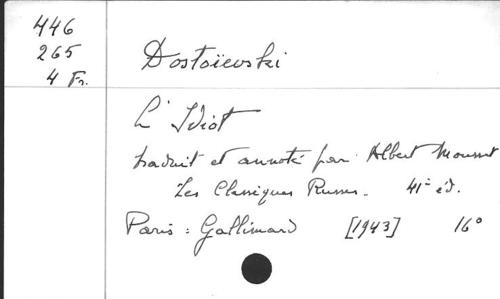 446
265
4 Fr.
Dostoïewski
L'Idiot
traduit et annoté par Albert Mousset
Les Classiques Russes. 41e éd.
Paris : Gallimard [1943] 16°